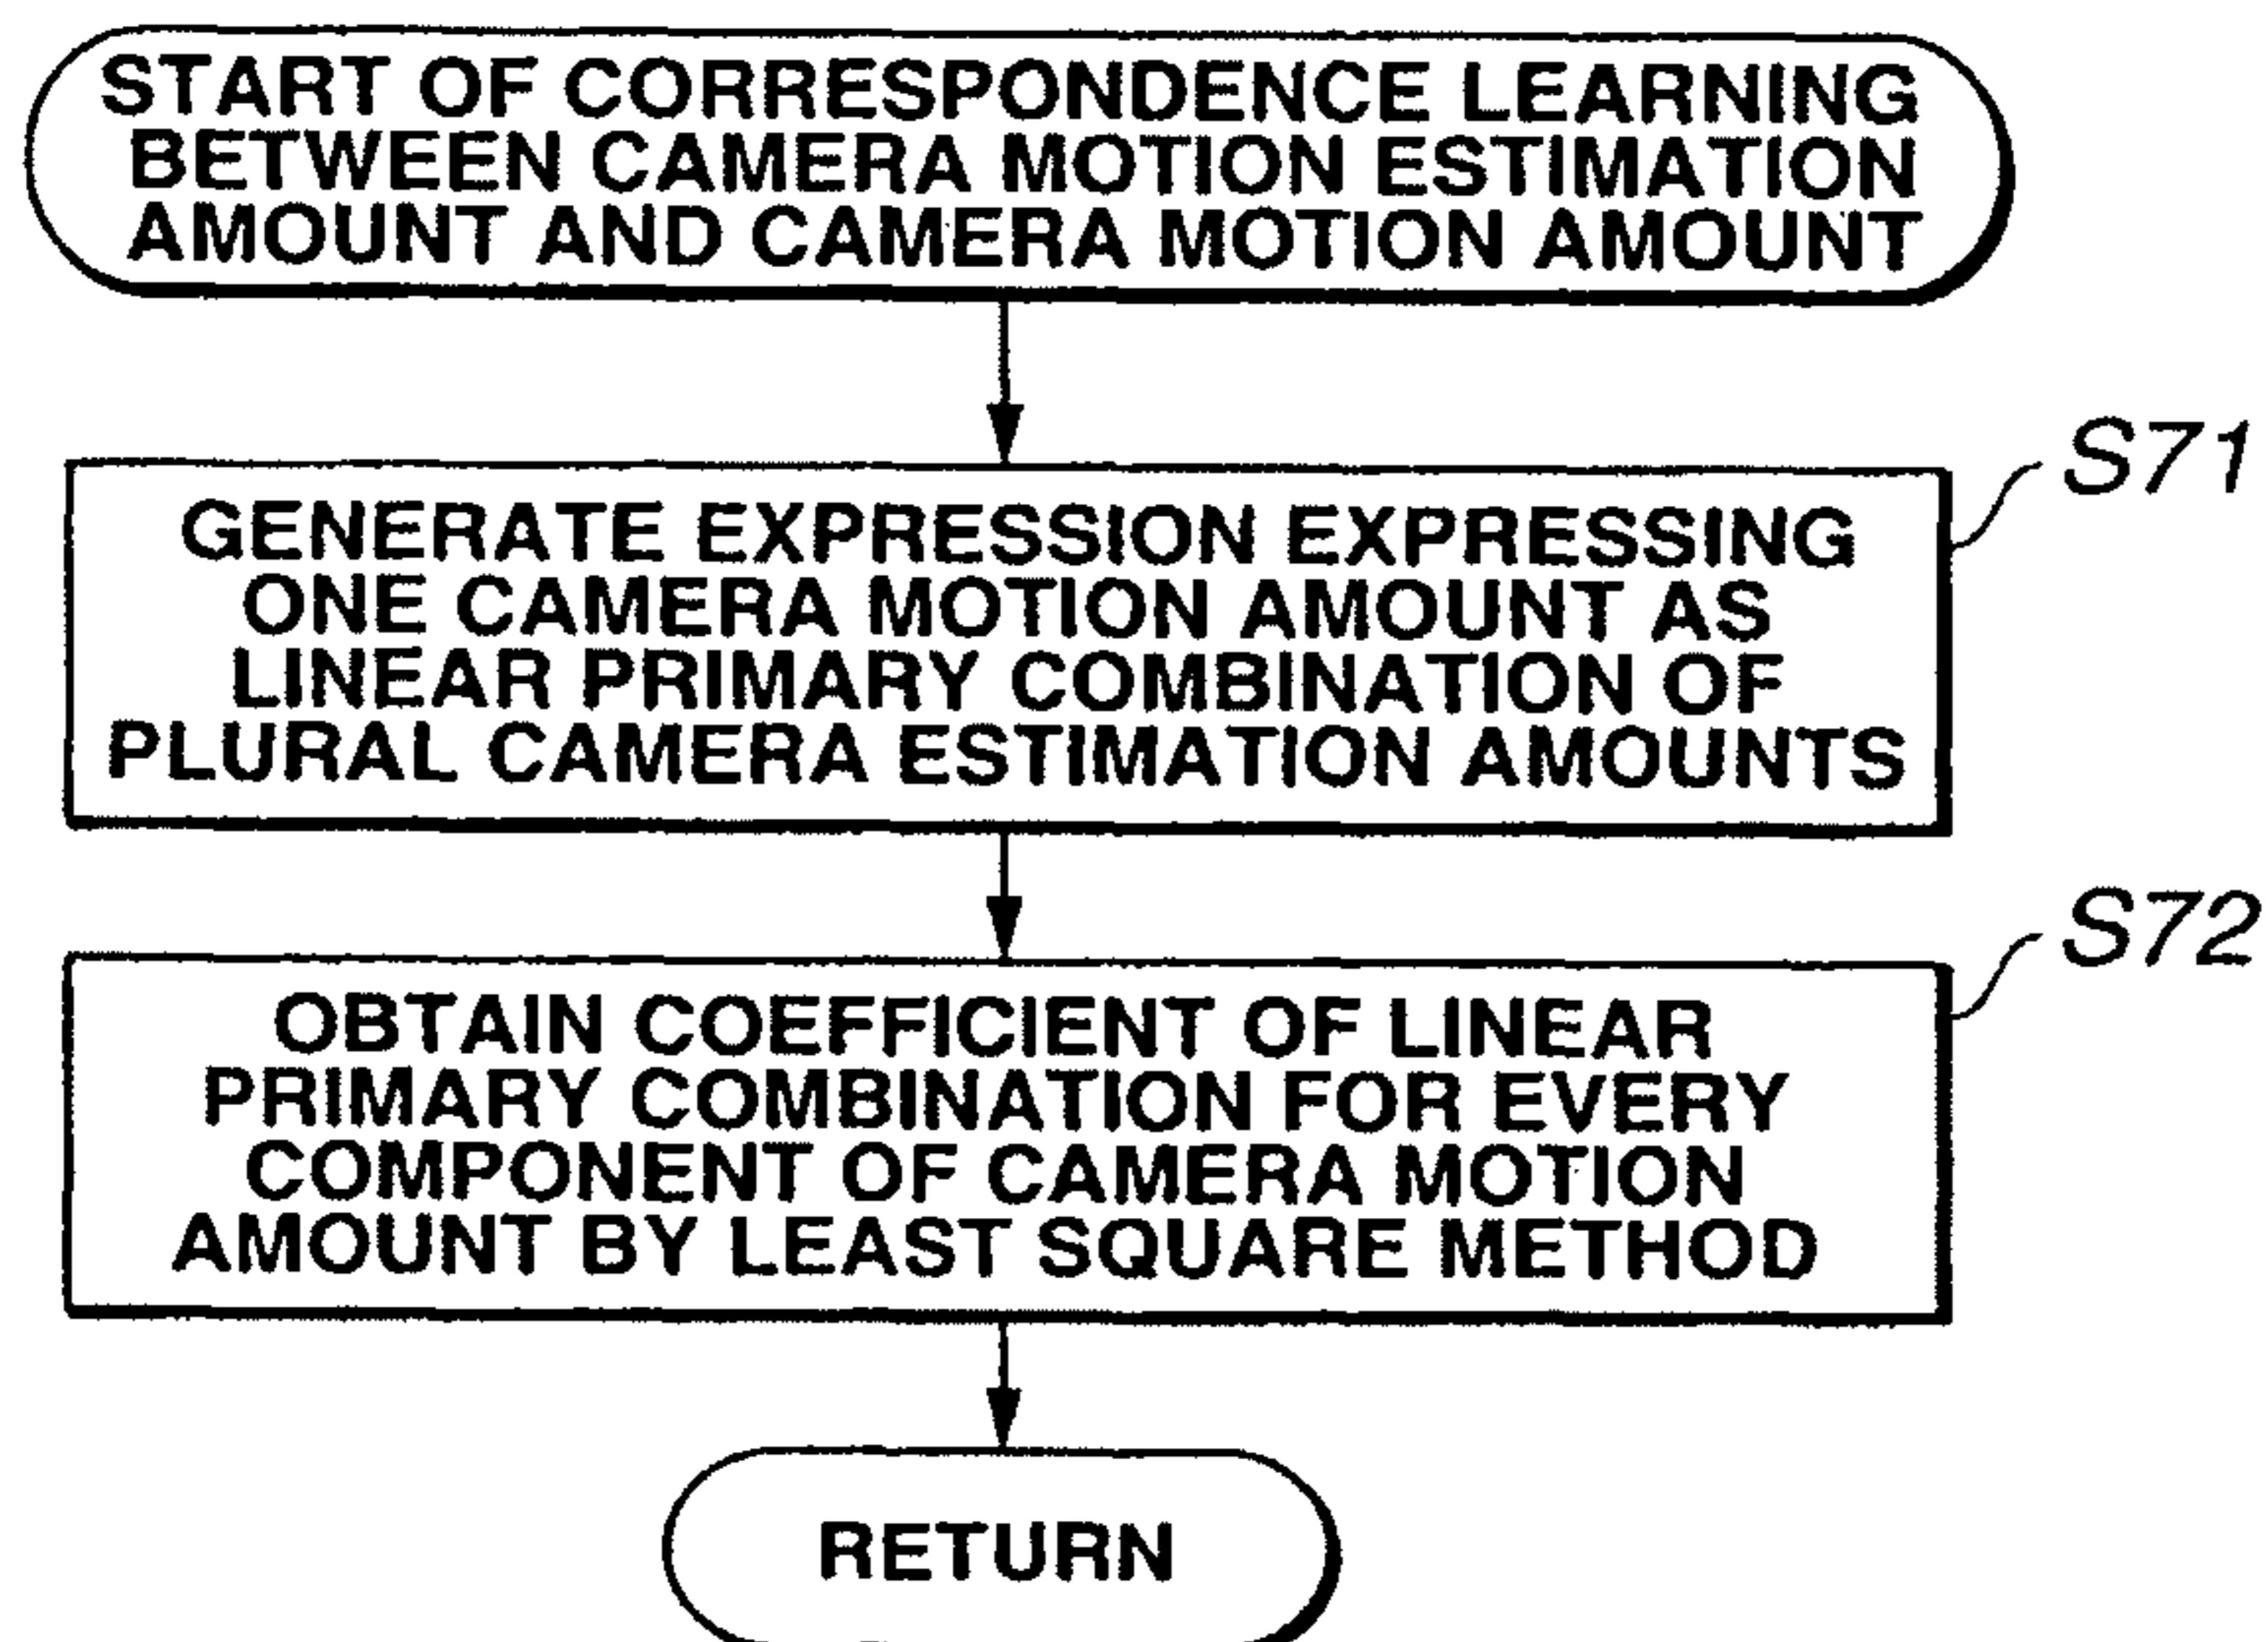 START OF CORRESPONDENCE LEARNING
BETWEEN CAMERA MOTION ESTIMATION
AMOUNT AND CAMERA MOTION AMOUNT
S71
GENERATE EXPRESSION EXPRESSING
ONE CAMERA MOTION AMOUNT AS
LINEAR PRIMARY COMBINATION OF
PLURAL CAMERA ESTIMATION AMOUNTS
S72
OBTAIN COEFFICIENT OF LINEAR
PRIMARY COMBINATION FOR EVERY
COMPONENT OF CAMERA MOTION
AMOUNT BY LEAST SQUARE METHOD
RETURN